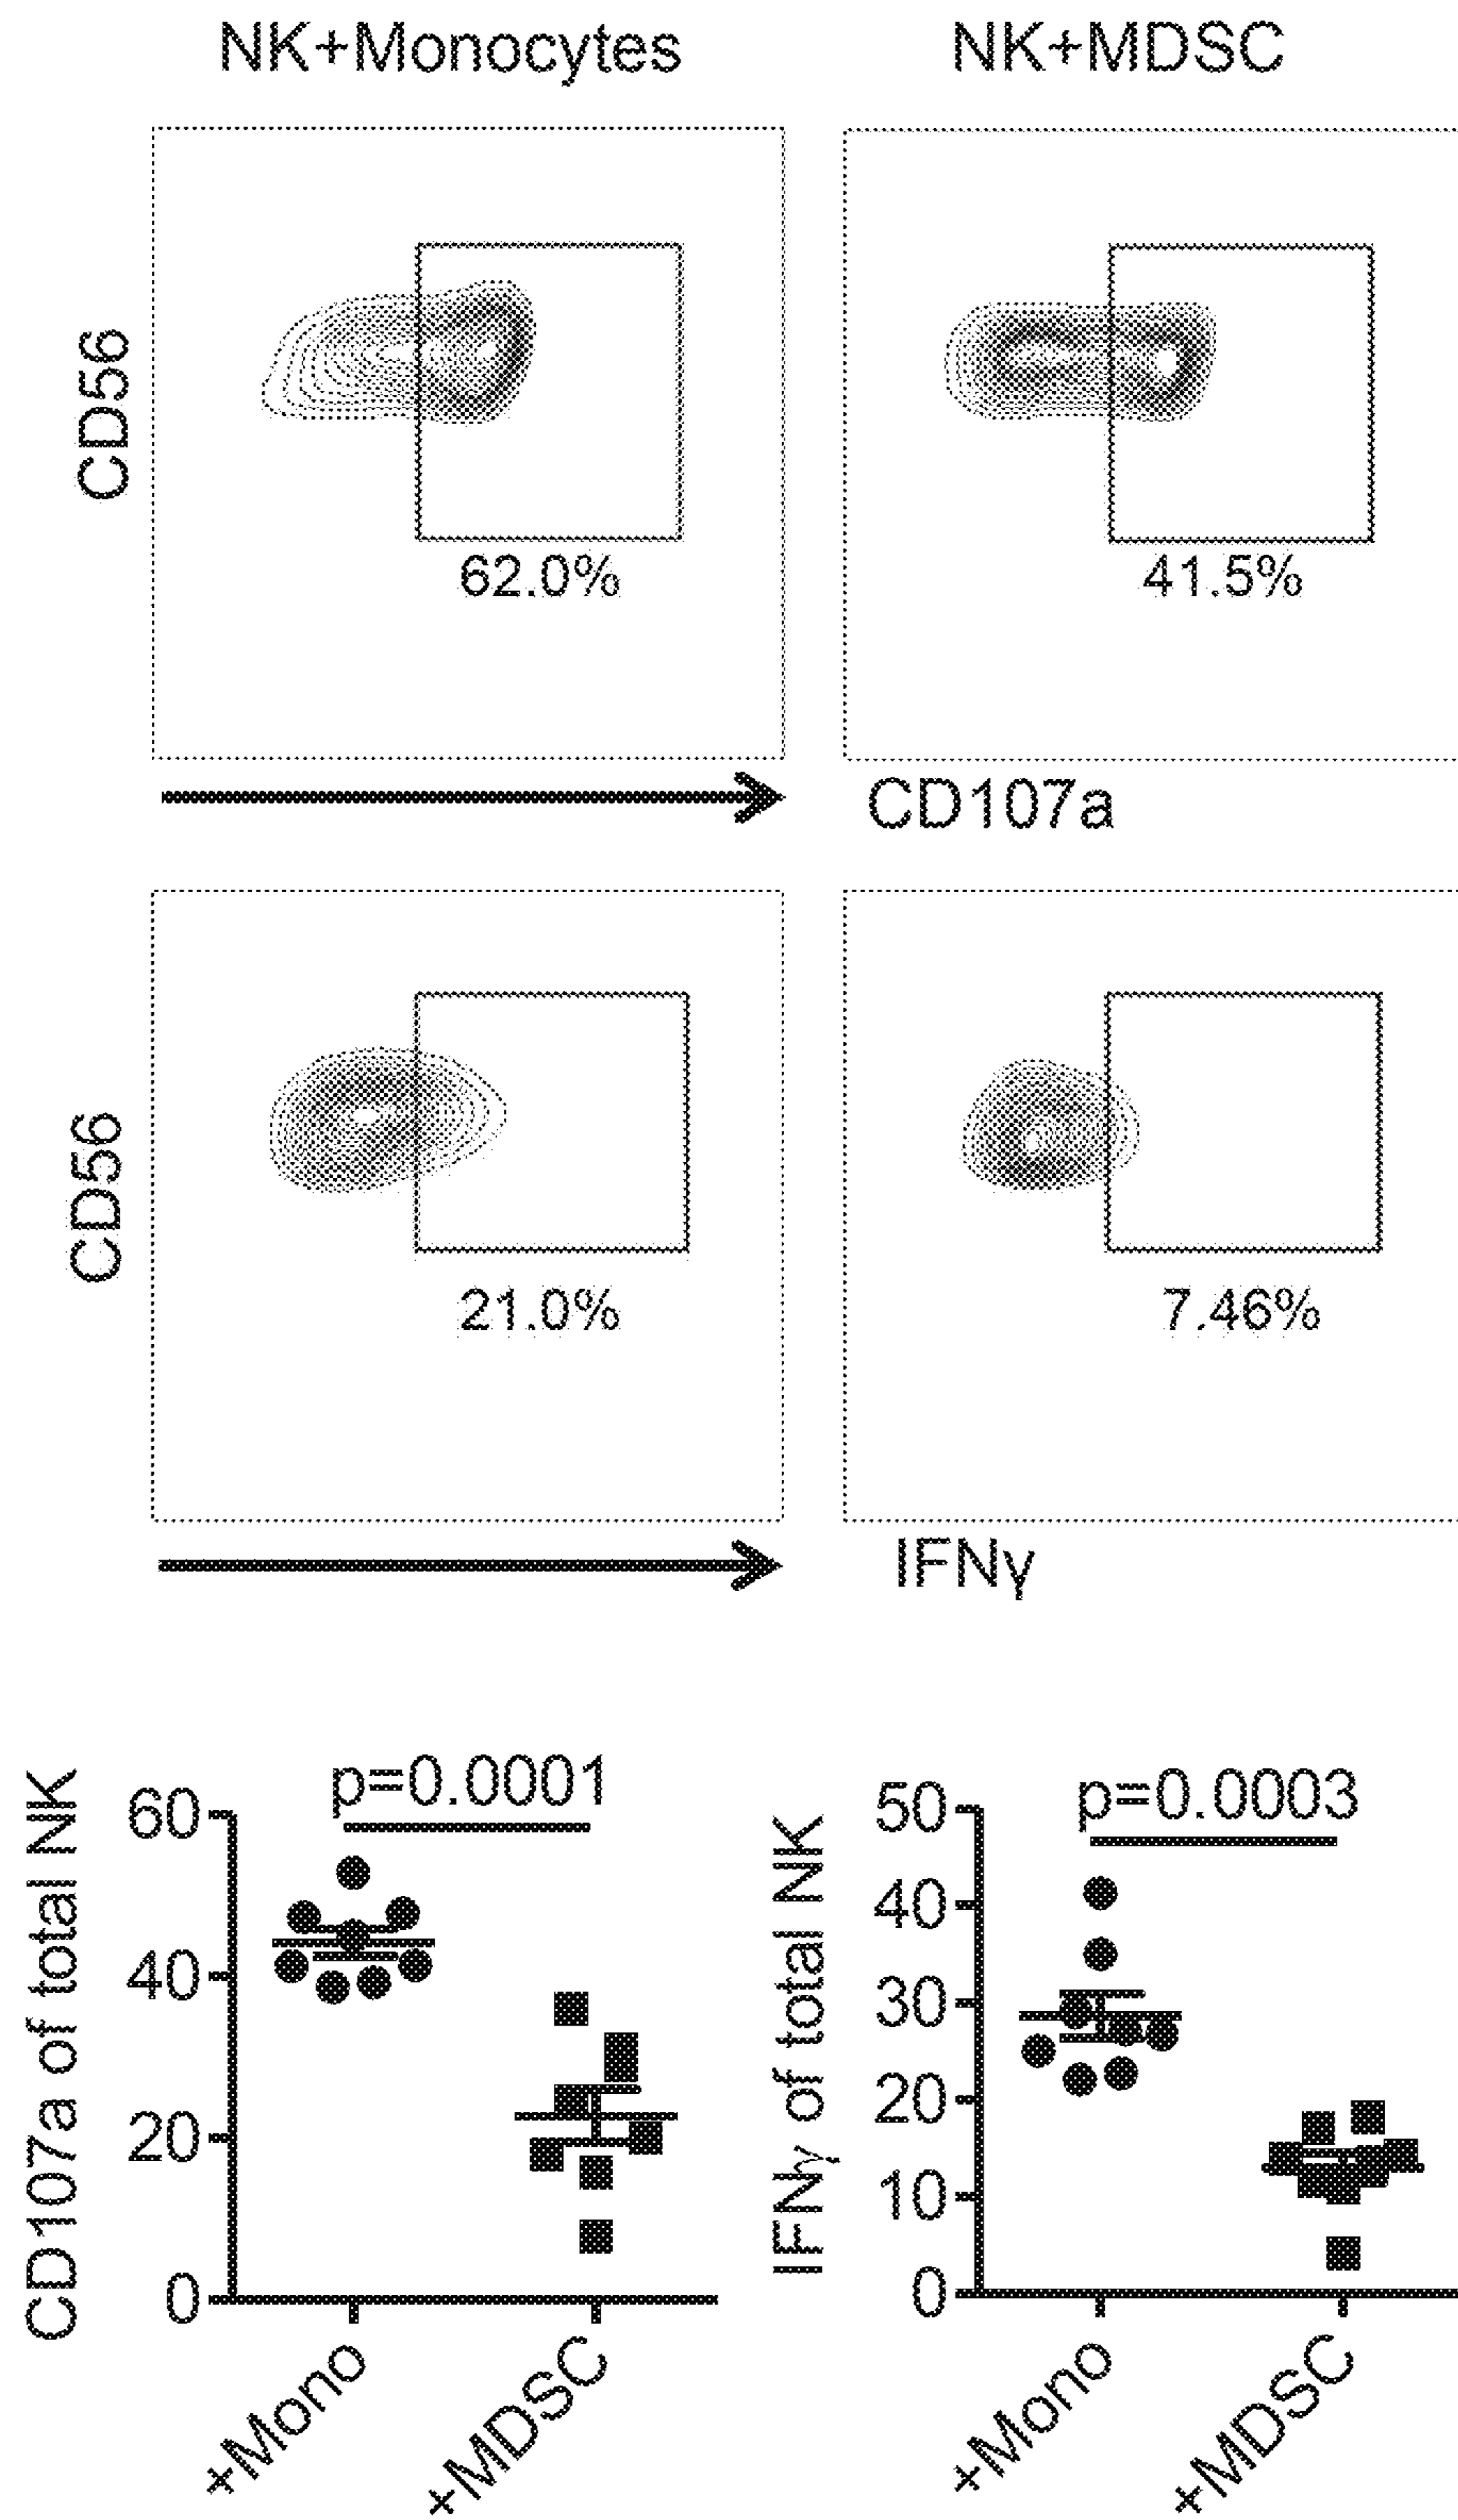 NK+Monocytes
NK+MDSC
CD56
62.0%
41.5%
CD107a
CD56
21.0%
7.46%
IFNγ
CD107a of total NK
p=0.0001
60
40
20
0
+Mono
+MDSC
IFNγ of total NK
p=0.0003
50
40
30
20
10
0
+Mono
+MDSC